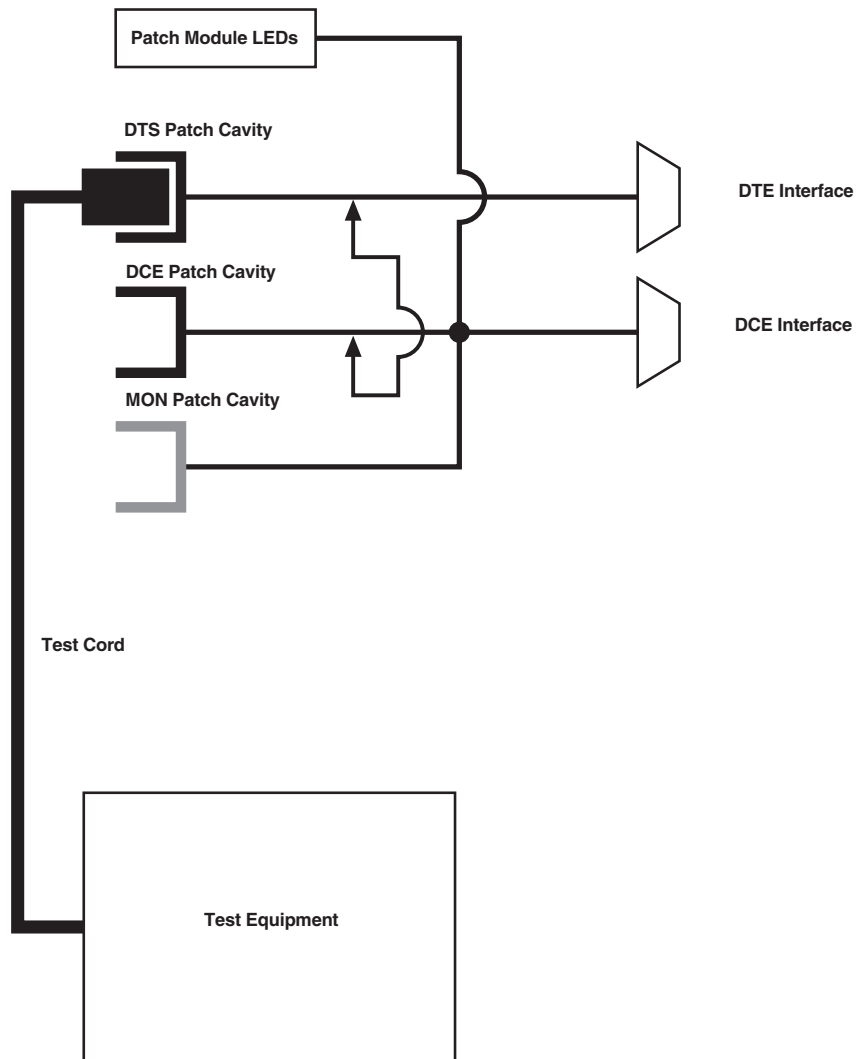 Patch Module LEDs
DTS Patch Cavity
DTE Interface
DCE Patch Cavity
DCE Interface
MON Patch Cavity
Test Cord
Test Equipment